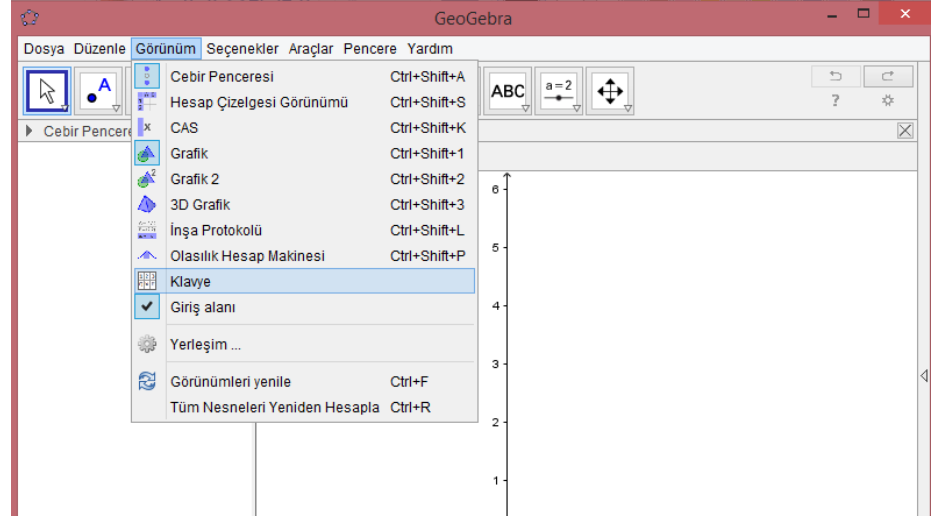 GeoGebra
Dosya Düzenle Görünüm Seçenekler Araçlar Pencere Yardım
A
ABC
a=2
?
Cebir Pencere
Cebir Penceresi Ctrl+Shift+A
Hesap Çizelgesi Görünümü Ctrl+Shift+S
x CAS Ctrl+Shift+K
Grafik Ctrl+Shift+1
2 Grafik 2 Ctrl+Shift+2
3D Grafik Ctrl+Shift+3
İnşa Protokolü Ctrl+Shift+L
Olasılık Hesap Makinesi Ctrl+Shift+P
Klavye
Giriş alanı
Yerleşim ...
Görünümleri yenile Ctrl+F
Tüm Nesneleri Yeniden Hesapla Ctrl+R
6
5
4
3
2
1